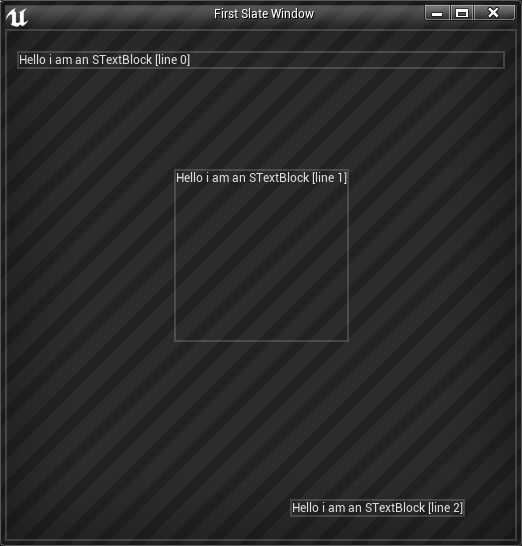 First Slate Window
Hello i am an STextBlock [line 0]
Hello i am an STextBlock [line 1]
Hello i am an STextBlock [line 2]